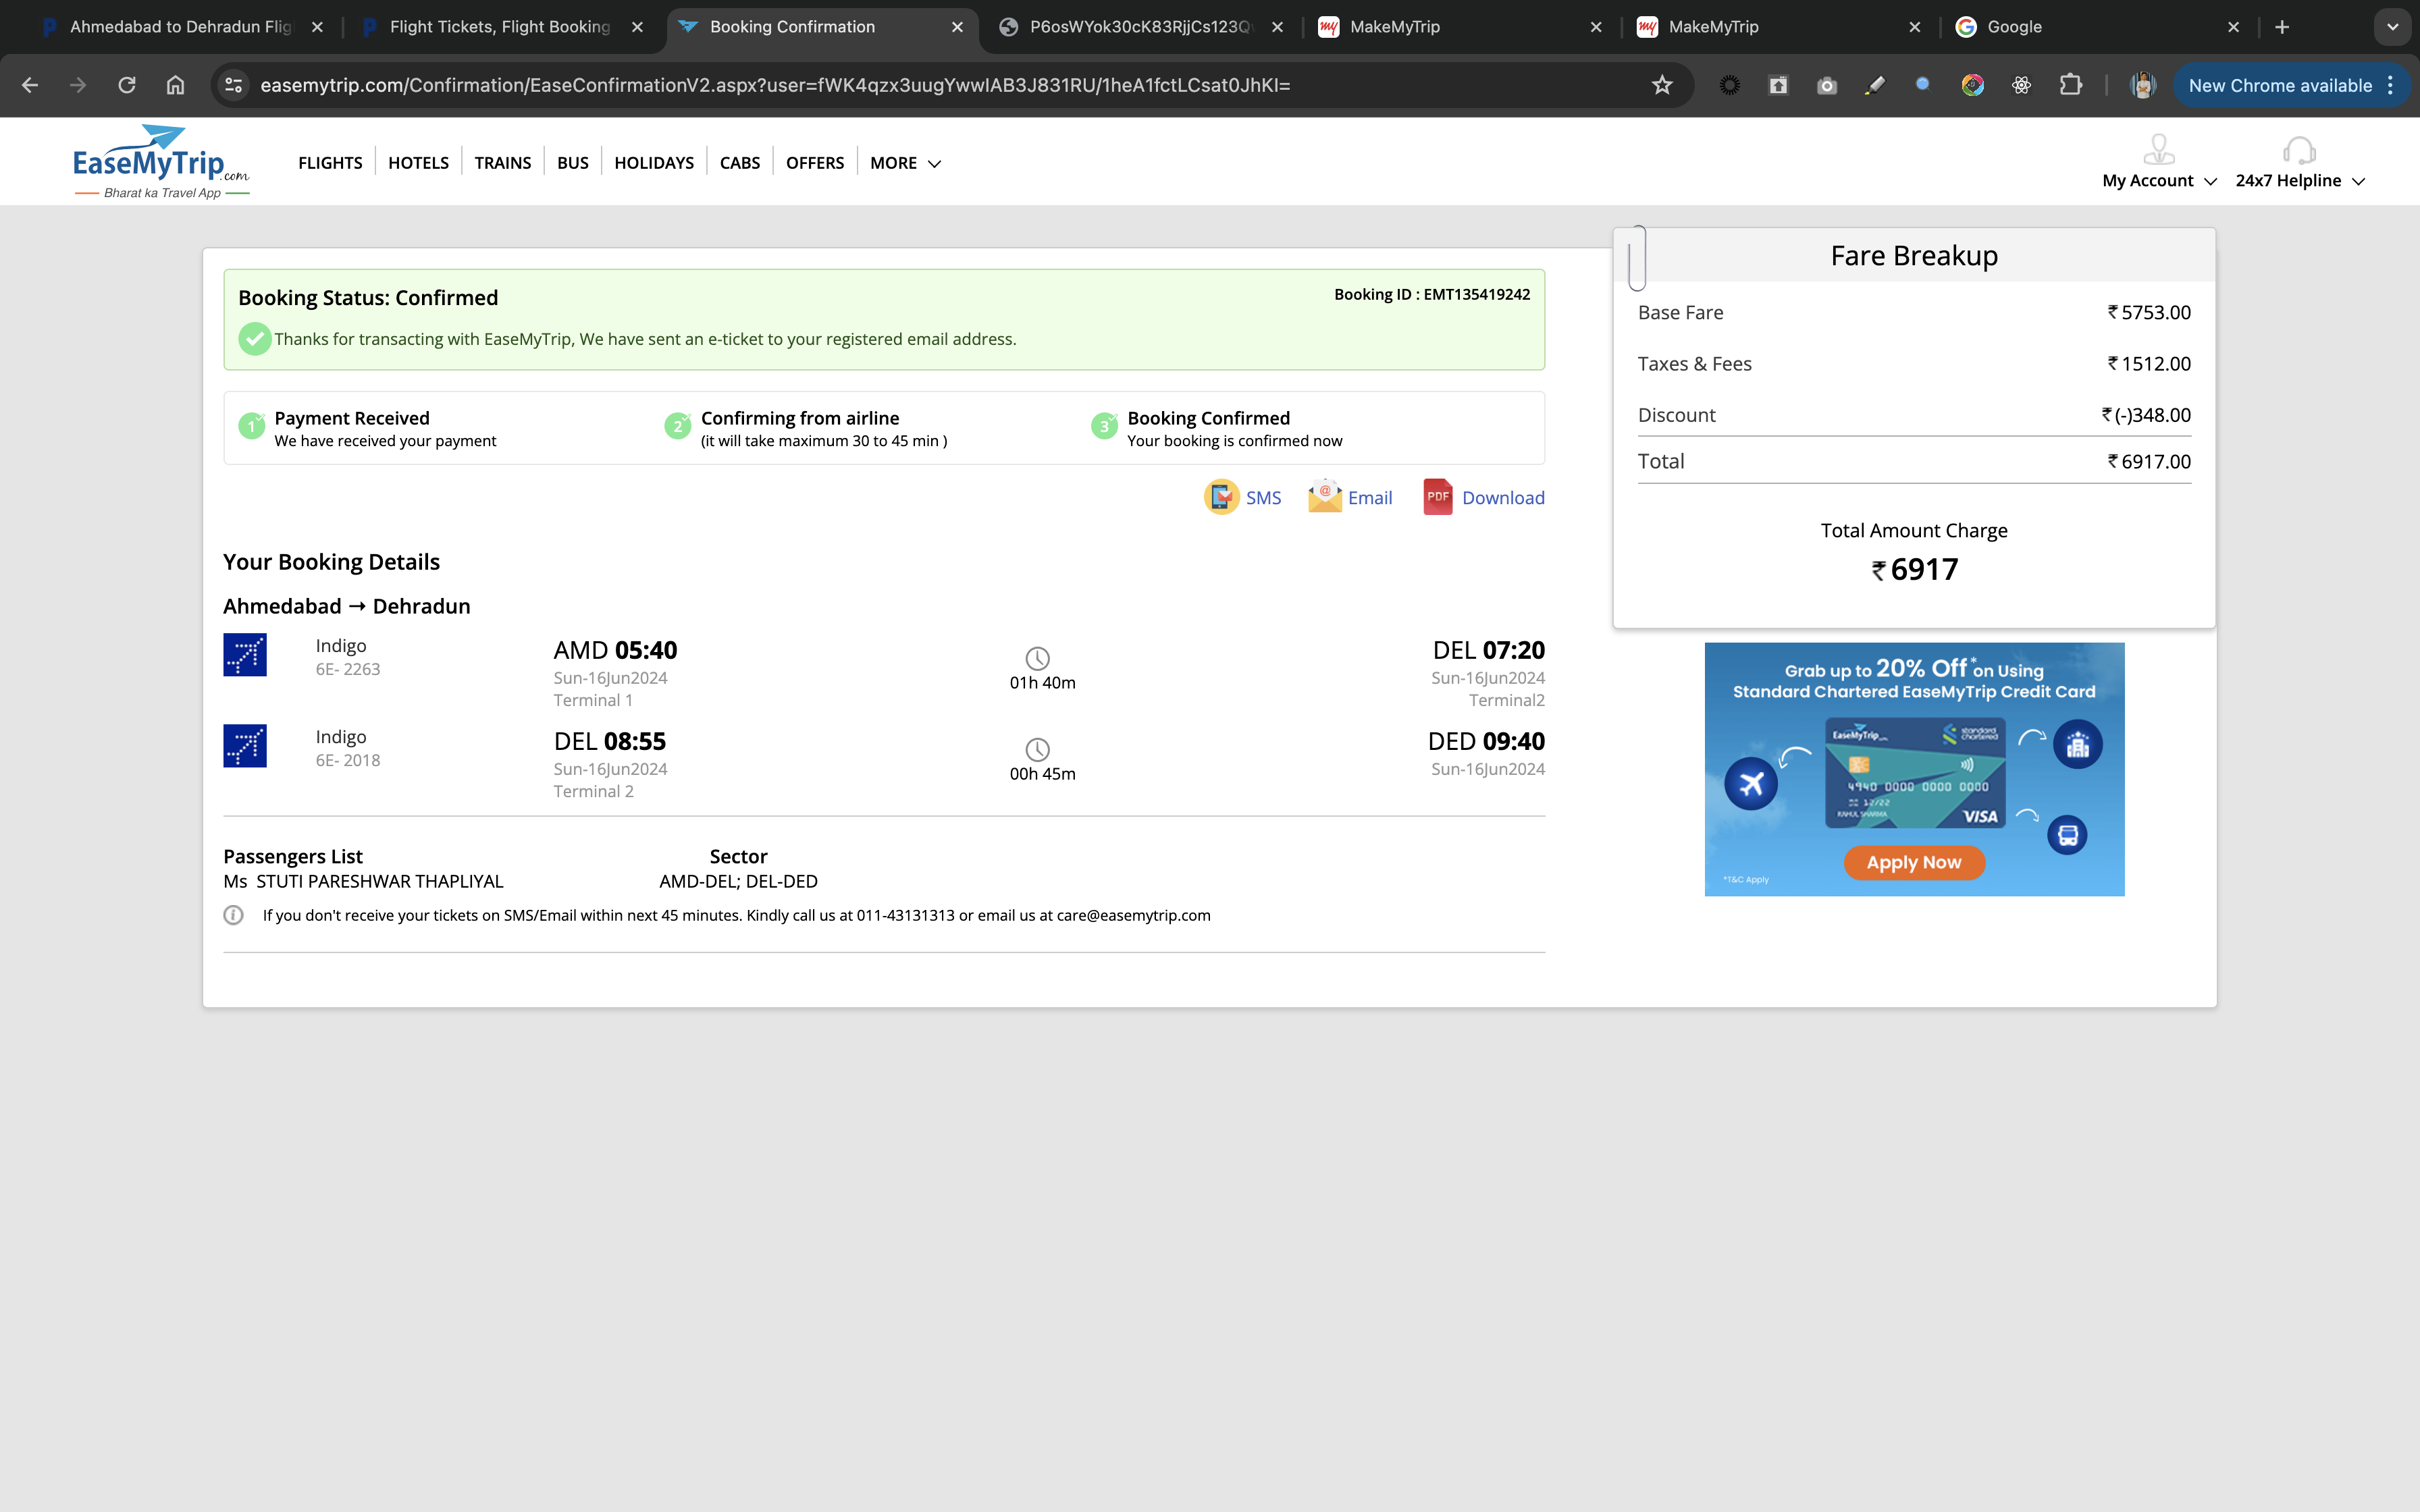 Ahmedabad to Dehradun Flig
Flight Tickets, Flight Booking
Booking Confirmation
P6osWYok30cK83RjjCs123Q
MakeMyTrip
MakeMyTrip
Google
easemytrip.com/Confirmation/EaseConfirmationV2.aspx?user=fWK4qzx3uugYwwIAB3J831RU/1heA1fctLCsat0JhKI=
New Chrome available
EaseMyTrip.com
Bharat ka Travel App
FLIGHTS
HOTELS
TRAINS
BUS
HOLIDAYS
CABS
OFFERS
MORE
My Account
24x7 Helpline
Booking Status: Confirmed
Booking ID : EMT135419242
Thanks for transacting with EaseMyTrip, We have sent an e-ticket to your registered email address.
1 Payment Received
We have received your payment
2 Confirming from airline
(it will take maximum 30 to 45 min )
3 Booking Confirmed
Your booking is confirmed now
SMS
@ Email
PDF Download
Your Booking Details
Ahmedabad → Dehradun
Indigo
6E- 2263
AMD 05:40
Sun-16Jun2024
Terminal 1
01h 40m
DEL 07:20
Sun-16Jun2024
Terminal2
Indigo
6E- 2018
DEL 08:55
Sun-16Jun2024
Terminal 2
00h 45m
DED 09:40
Sun-16Jun2024
Passengers List
Sector
Ms STUTI PARESHWAR THAPLIYAL
AMD-DEL; DEL-DED
If you don't receive your tickets on SMS/Email within next 45 minutes. Kindly call us at 011-43131313 or email us at care@easemytrip.com
Fare Breakup
Base Fare ₹ 5753.00
Taxes & Fees ₹ 1512.00
Discount ₹ (-)348.00
Total ₹ 6917.00
Total Amount Charge
₹ 6917
Grab up to 20% Off* on Using
Standard Chartered EaseMyTrip Credit Card
EaseMyTrip
standard
chartered
4940 0000 0000 0000
12/22
RAHUL SHARMA
VISA
Apply Now
*T&C Apply